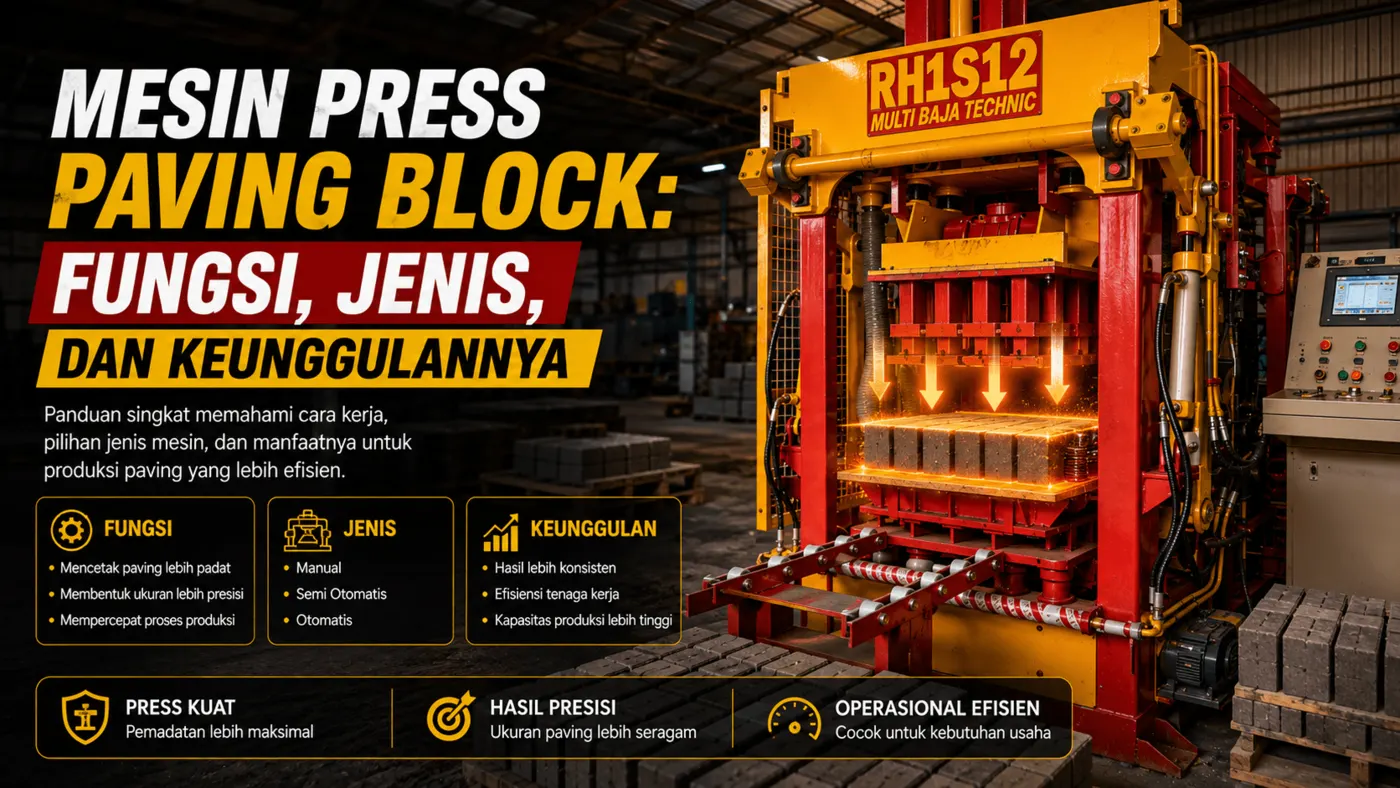 MESIN PRESS
PAVING BLOCK:
FUNGSI, JENIS,
DAN KEUNGGULANNYA
Panduan singkat memahami cara kerja,
pilihan jenis mesin, dan manfaatnya untuk
produksi paving yang lebih efisien.
FUNGSI
• Mencetak paving lebih padat
• Membentuk ukuran lebih presisi
• Mempercepat proses produksi
JENIS
• Manual
• Semi Otomatis
• Otomatis
KEUNGGULAN
• Hasil lebih konsisten
• Efisiensi tenaga kerja
• Kapasitas produksi lebih tinggi
PRESS KUAT
Pemadatan lebih maksimal
HASIL PRESISI
Ukuran paving lebih seragam
OPERASIONAL EFISIEN
Cocok untuk kebutuhan usaha
RH1S12
MULTI BAJA TECHNIC